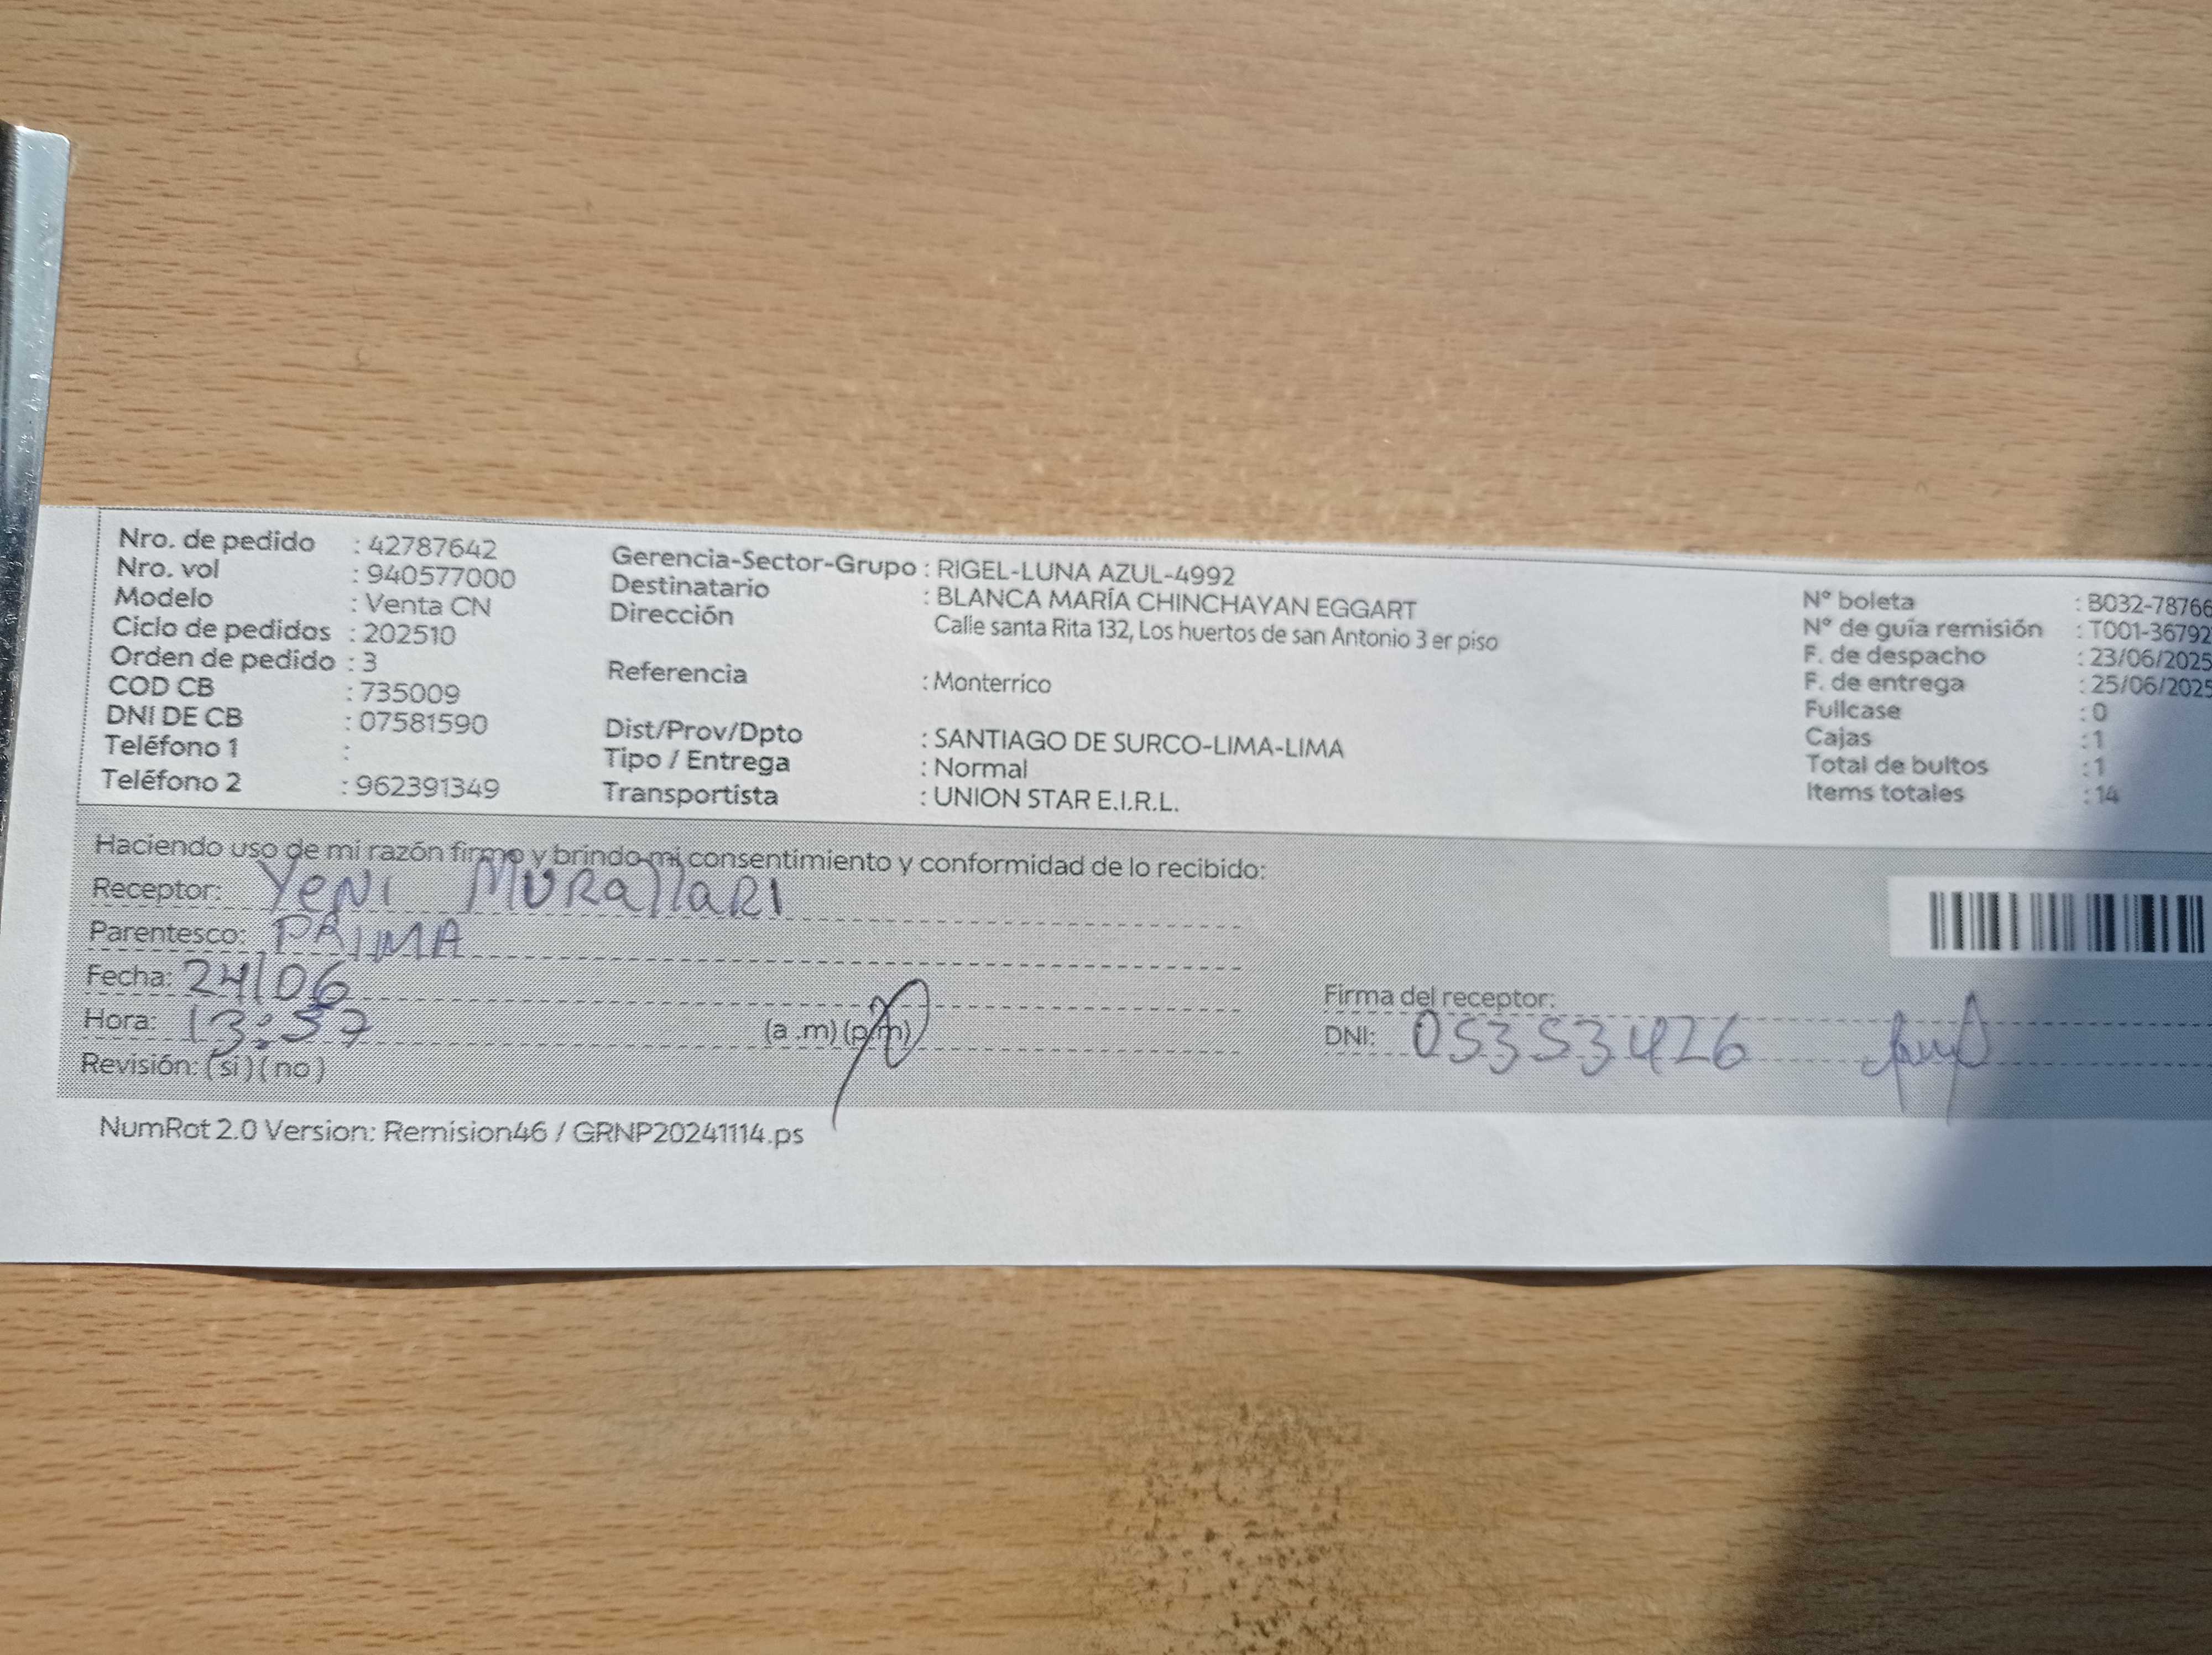 Nro. de pedido : 42787642
Nro. vol : 940577000
Modelo : Venta CN
Ciclo de pedidos : 202510
Orden de pedido : 3
COD CB : 735009
DNI DE CB : 07581590
Teléfono 1 :
Teléfono 2 : 962391349
Gerencia-Sector-Grupo : RIGEL-LUNA AZUL-4992
Destinatario : BLANCA MARÍA CHINCHAYAN EGGART
Dirección Calle santa Rita 132, Los huertos de san Antonio 3 er piso
Referencia : Monterrico
Dist/Prov/Dpto : SANTIAGO DE SURCO-LIMA-LIMA
Tipo / Entrega : Normal
Transportista : UNION STAR E.I.R.L.
N° boleta : B032-78766
N° de guía remisión : T001-36792
F. de despacho : 23/06/2025
F. de entrega : 25/06/2025
Fullcase : 0
Cajas : 1
Total de bultos : 1
Items totales : 14
Haciendo uso de mi razón firmo y brindo mi consentimiento y conformidad de lo recibido:
Receptor: Yeni
Parentesco: PRIMA
Fecha: 24/06
Hora: 13:57 (a .m) (p.m)
Revisión: (si) (no)
Firma del receptor:
DNI: 05353426
NumRot 2.0 Version: Remision46 / GRNP20241114.ps